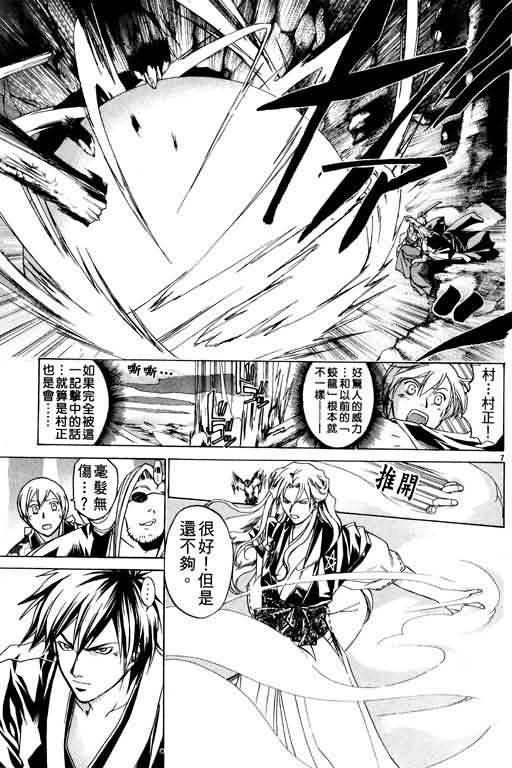 ドァァ
村…村正！
好驚人的威力
…和以前的「
蛟龍」根本就
不一樣──
嘶…
嘶…
如果完全被這
一記擊中的話
…就算是村正
也是會……
7
推開
很好！但是
還不夠。
毫髮無
傷…？
……